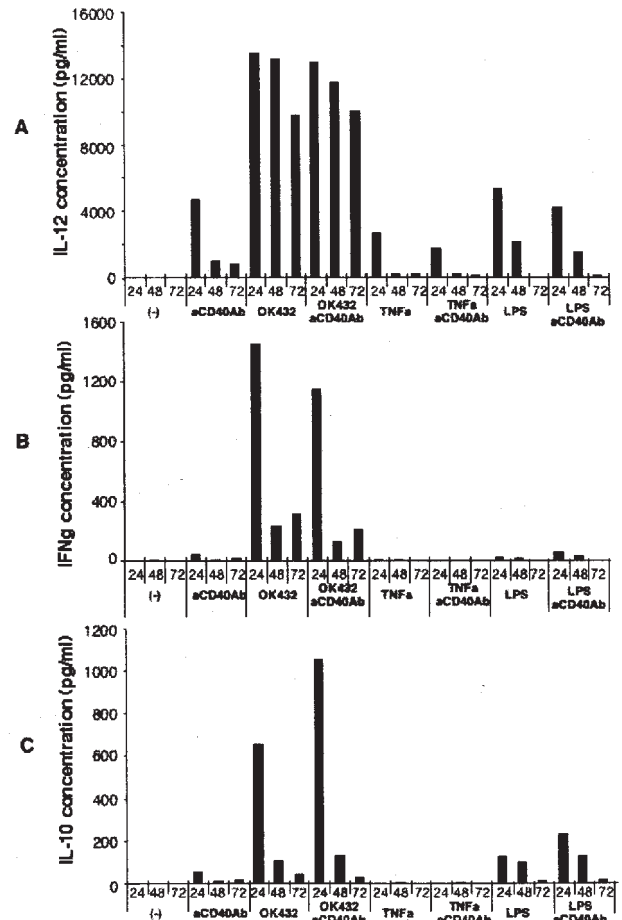 A
IL-12 concentration (pg/ml)
16000
12000
8000
4000
0
24 48 72 24 48 72 24 48 72 24 48 72 24 48 72 24 48 72 24 48 72 24 48 72
(-) aCD40Ab OK432 OK432 aCD40Ab TNFa TNFa aCD40Ab LPS LPS aCD40Ab
B
IFNg concentration (pg/ml)
1600
1200
800
400
0
24 48 72 24 48 72 24 48 72 24 48 72 24 48 72 24 48 72 24 48 72 24 48 72
(-) aCD40Ab OK432 OK432 aCD40Ab TNFa TNFa aCD40Ab LPS LPS aCD40Ab
C
IL-10 concentration (pg/ml)
1200
1000
800
600
400
200
0
24 48 72 24 48 72 24 48 72 24 48 72 24 48 72 24 48 72 24 48 72 24 48 72
(-) aCD40Ab OK432 OK432 aCD40Ab TNFa TNFa aCD40Ab LPS LPS aCD40Ab